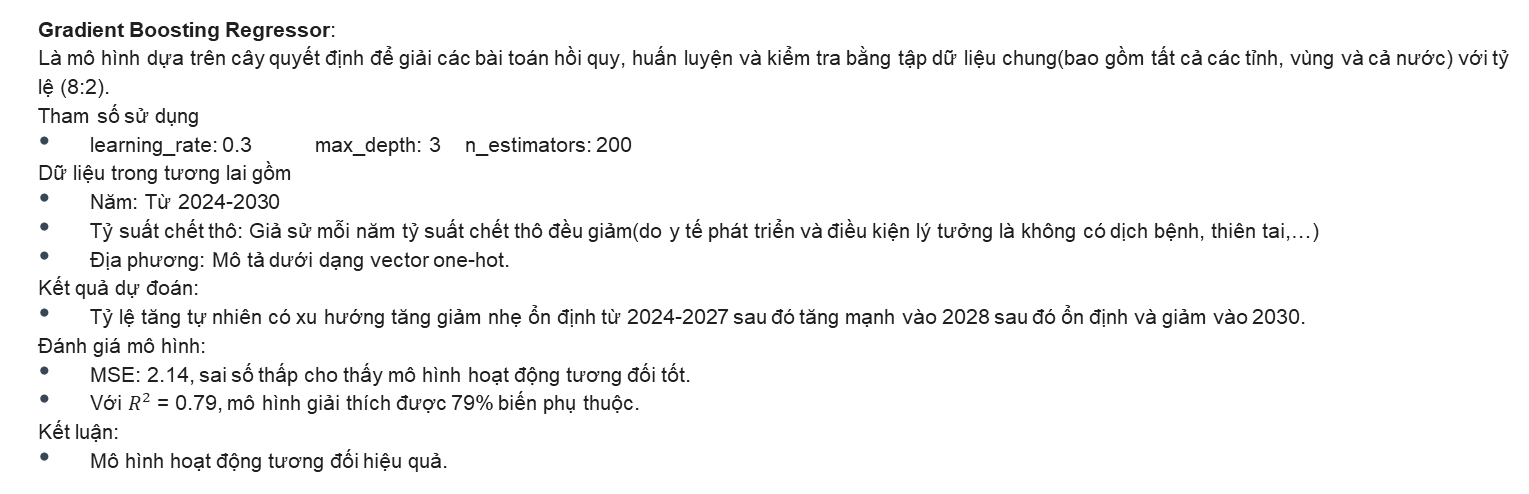 Gradient Boosting Regressor:
Là mô hình dựa trên cây quyết định để giải các bài toán hồi quy, huấn luyện và kiểm tra bằng tập dữ liệu chung(bao gồm tất cả các tỉnh, vùng và cả nước) với tỷ
lệ (8:2).
Tham số sử dụng
• learning_rate: 0.3 max_depth: 3 n_estimators: 200
Dữ liệu trong tương lai gồm
• Năm: Từ 2024-2030
• Tỷ suất chết thô: Giả sử mỗi năm tỷ suất chết thô đều giảm(do y tế phát triển và điều kiện lý tưởng là không có dịch bệnh, thiên tai,…)
• Địa phương: Mô tả dưới dạng vector one-hot.
Kết quả dự đoán:
• Tỷ lệ tăng tự nhiên có xu hướng tăng giảm nhẹ ổn định từ 2024-2027 sau đó tăng mạnh vào 2028 sau đó ổn định và giảm vào 2030.
Đánh giá mô hình:
• MSE: 2.14, sai số thấp cho thấy mô hình hoạt động tương đối tốt.
• Với R² = 0.79, mô hình giải thích được 79% biến phụ thuộc.
Kết luận:
• Mô hình hoạt động tương đối hiệu quả.